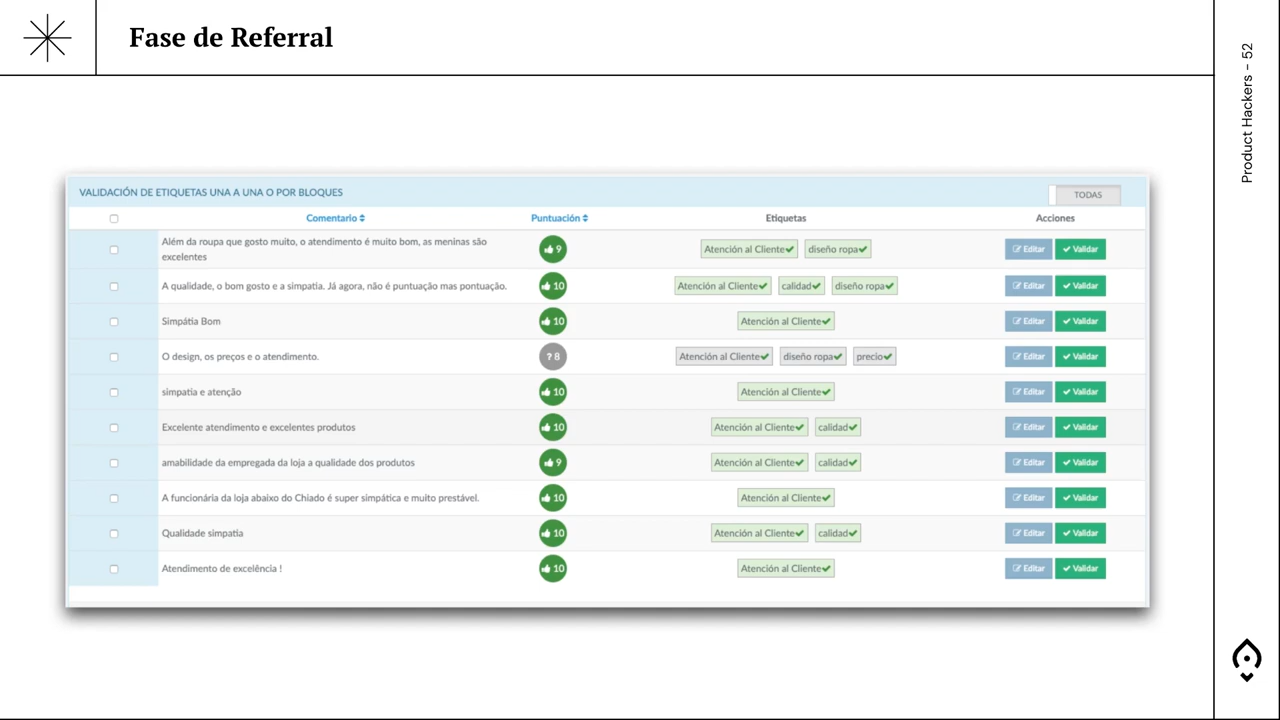 Fase de Referral
Product Hackers – 52
VALIDACIÓN DE ETIQUETAS UNA A UNA O POR BLOQUES
TODAS
Comentario Puntuación Etiquetas Acciones
Além da roupa que gosto muito, o atendimento é muito bom, as meninas são
excelentes
9 Atención al Cliente diseño ropa Editar Validar
A qualidade, o bom gosto e a simpatia. Já agora, não é puntuação mas pontuação. 10 Atención al Cliente calidad diseño ropa Editar Validar
Simpátia Bom 10 Atención al Cliente Editar Validar
O design, os preços e o atendimento. ? 8 Atención al Cliente diseño ropa precio Editar Validar
simpatia e atenção 10 Atención al Cliente Editar Validar
Excelente atendimento e excelentes produtos 10 Atención al Cliente calidad Editar Validar
amabilidade da empregada da loja a qualidade dos produtos 9 Atención al Cliente calidad Editar Validar
A funcionária da loja abaixo do Chiado é super simpática e muito prestável. 10 Atención al Cliente Editar Validar
Qualidade simpatia 10 Atención al Cliente calidad Editar Validar
Atendimento de excelência ! 10 Atención al Cliente Editar Validar